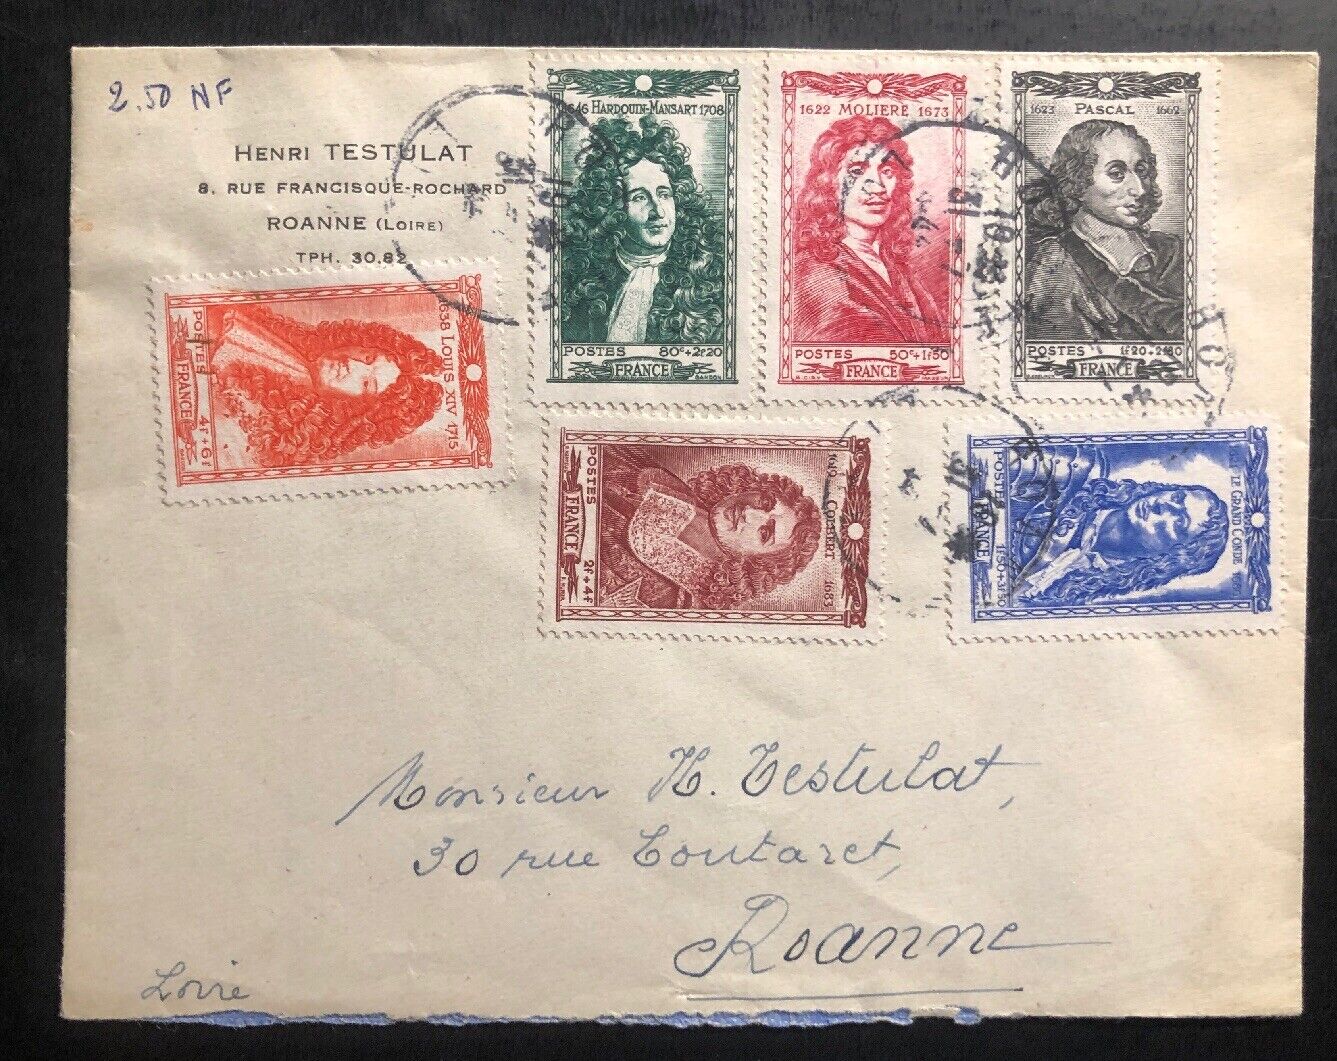 2.50 NF
HENRI TESTULAT
8, RUE FRANCISQUE-ROCHARD
ROANNE (LOIRE)
TPH. 30.82
1646 HARDOUIN-MANSART 1708
POSTES 80c+2f20
FRANCE
1622 MOLIERE 1673
POSTES 50c+1f50
FRANCE
1623 PASCAL 1662
POSTES 1f20+2f80
FRANCE
1638 LOUIS XIV 1715
POSTES 4f+6f
FRANCE
1619 COLBERT 1683
POSTES 2f+4f
FRANCE
LE GRAND CONDÉ
POSTES 1f50+3f50
FRANCE
Monsieur H. Testulat,
30 rue Coutaret,
Roanne
Loire